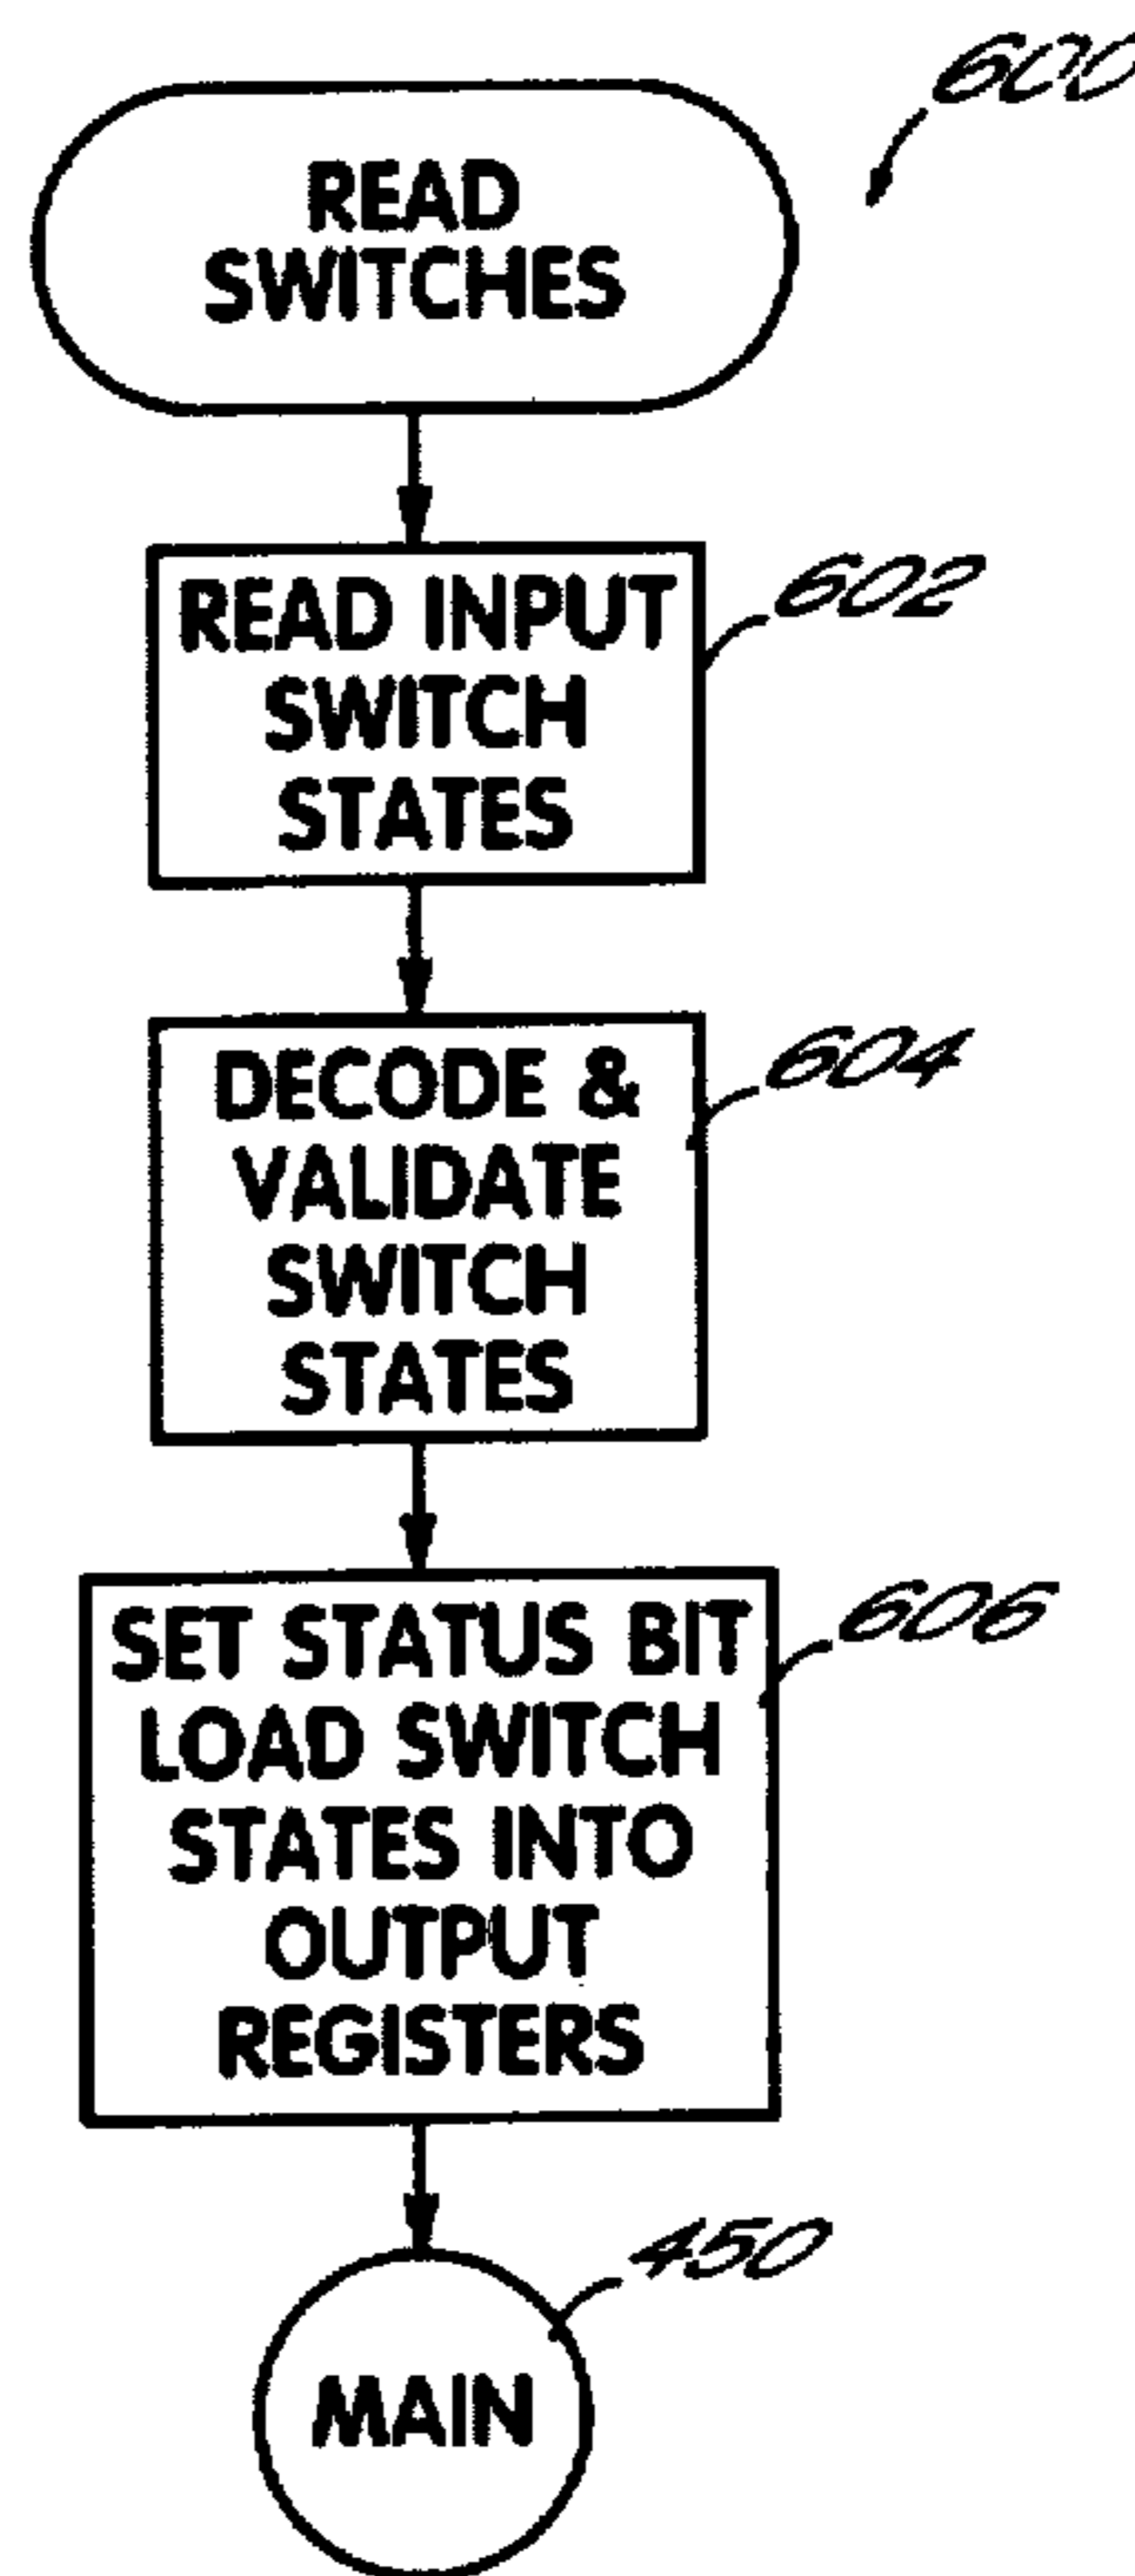 600
READ
SWITCHES
READ INPUT
SWITCH
STATES
602
DECODE &
VALIDATE
SWITCH
STATES
604
SET STATUS BIT
LOAD SWITCH
STATES INTO
OUTPUT
REGISTERS
606
450
MAIN